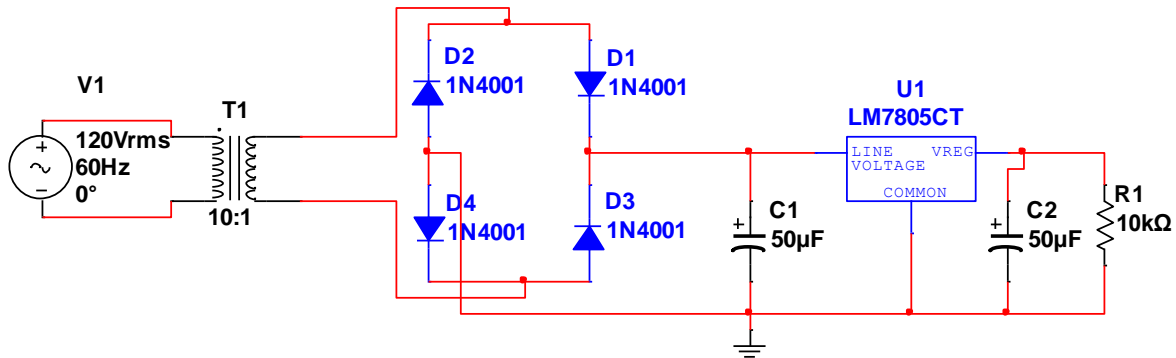 V1
120Vrms
60Hz
0°
T1
10:1
D2
1N4001
D1
1N4001
D4
1N4001
D3
1N4001
C1
50µF
U1
LM7805CT
LINE VREG
VOLTAGE
COMMON
C2
50µF
R1
10kΩ